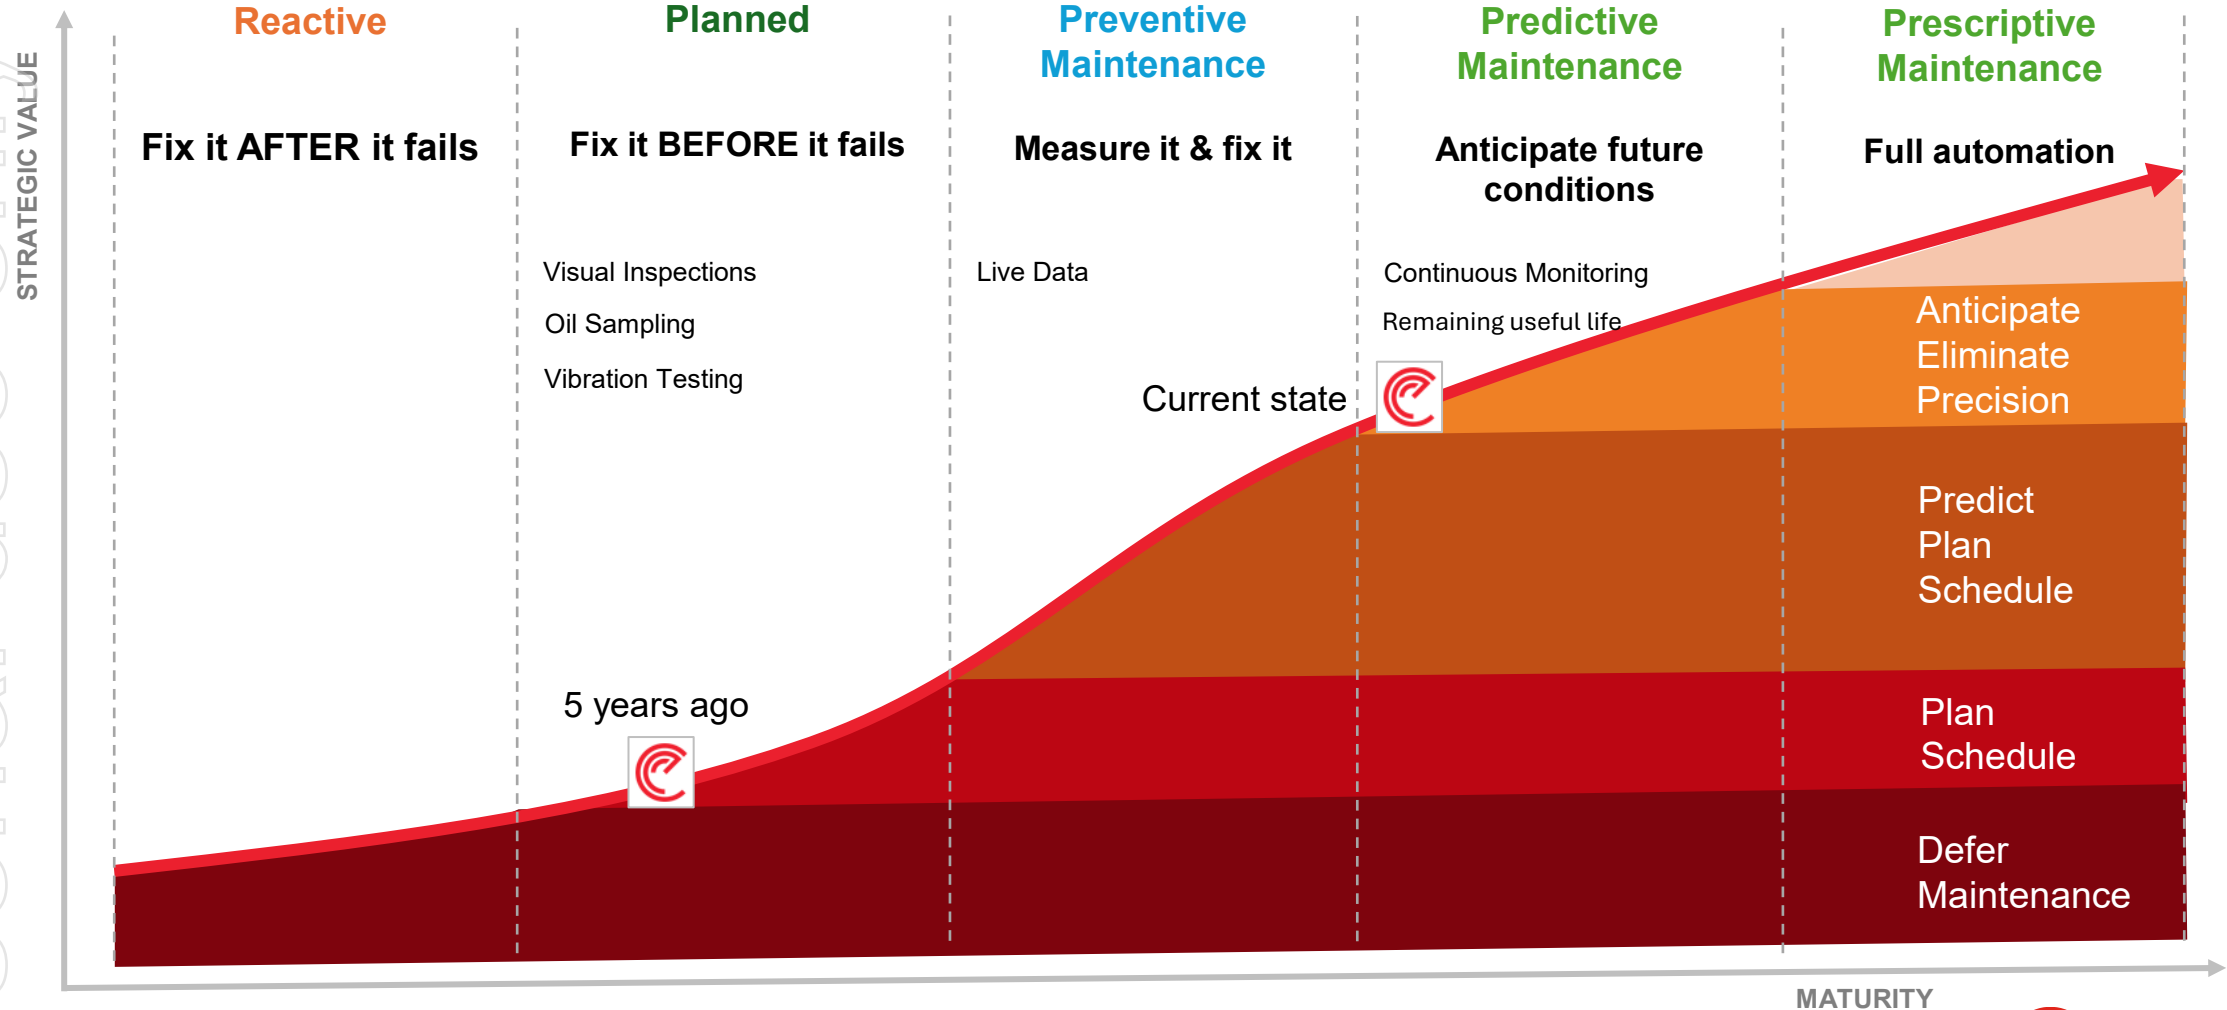 Reactive
Planned
Preventive
Maintenance
Predictive
Maintenance
Prescriptive
Maintenance
STRATEGIC VALUE
Fix it AFTER it fails
Fix it BEFORE it fails
Measure it & fix it
Anticipate future
conditions
Full automation
Visual Inspections
Oil Sampling
Vibration Testing
Live Data
Continuous Monitoring
Remaining useful life
Current state
5 years ago
Anticipate
Eliminate
Precision
Predict
Plan
Schedule
Plan
Schedule
Defer
Maintenance
MATURITY